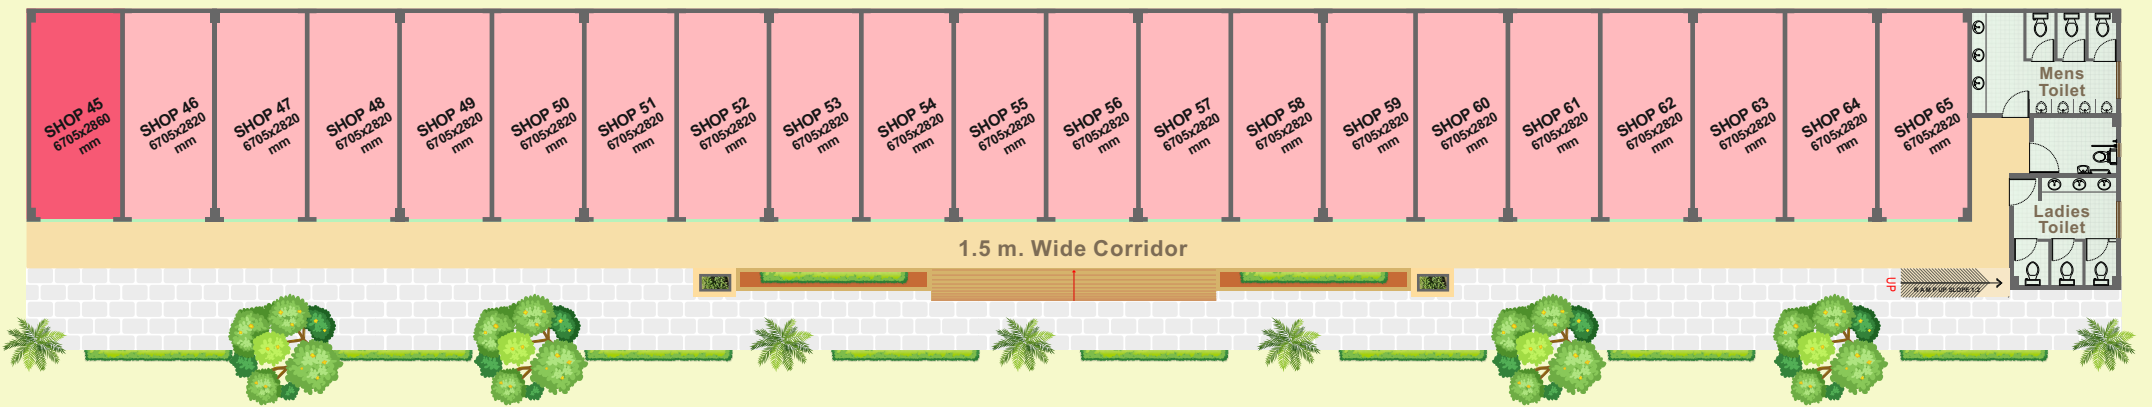 SHOP 45
6705x2860
mm
SHOP 46
6705x2820
mm
SHOP 47
6705x2820
mm
SHOP 48
6705x2820
mm
SHOP 49
6705x2820
mm
SHOP 50
6705x2820
mm
SHOP 51
6705x2820
mm
SHOP 52
6705x2820
mm
SHOP 53
6705x2820
mm
SHOP 54
6705x2820
mm
SHOP 55
6705x2820
mm
SHOP 56
6705x2820
mm
SHOP 57
6705x2820
mm
SHOP 58
6705x2820
mm
SHOP 59
6705x2820
mm
SHOP 60
6705x2820
mm
SHOP 61
6705x2820
mm
SHOP 62
6705x2820
mm
SHOP 63
6705x2820
mm
SHOP 64
6705x2820
mm
SHOP 65
6705x2820
mm
Mens
Toilet
Ladies
Toilet
1.5 m. Wide Corridor
UP
RAMP UP SLOPE